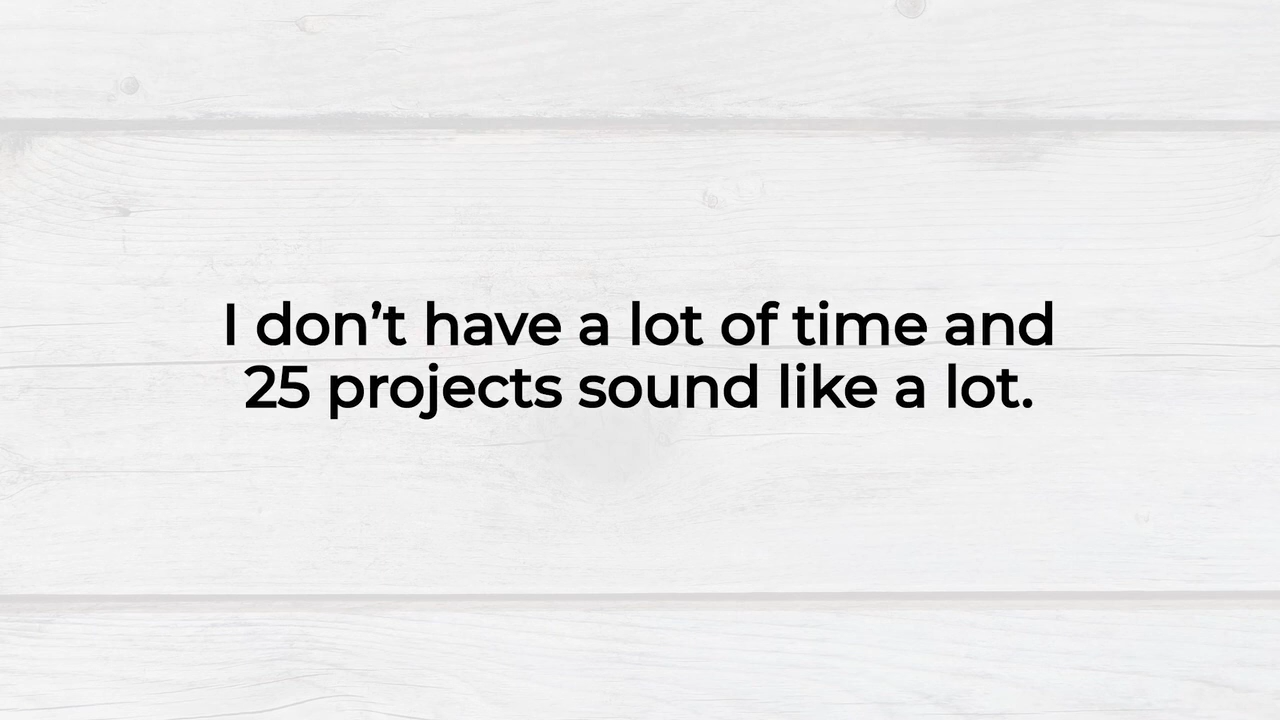 I don’t have a lot of time and
25 projects sound like a lot.